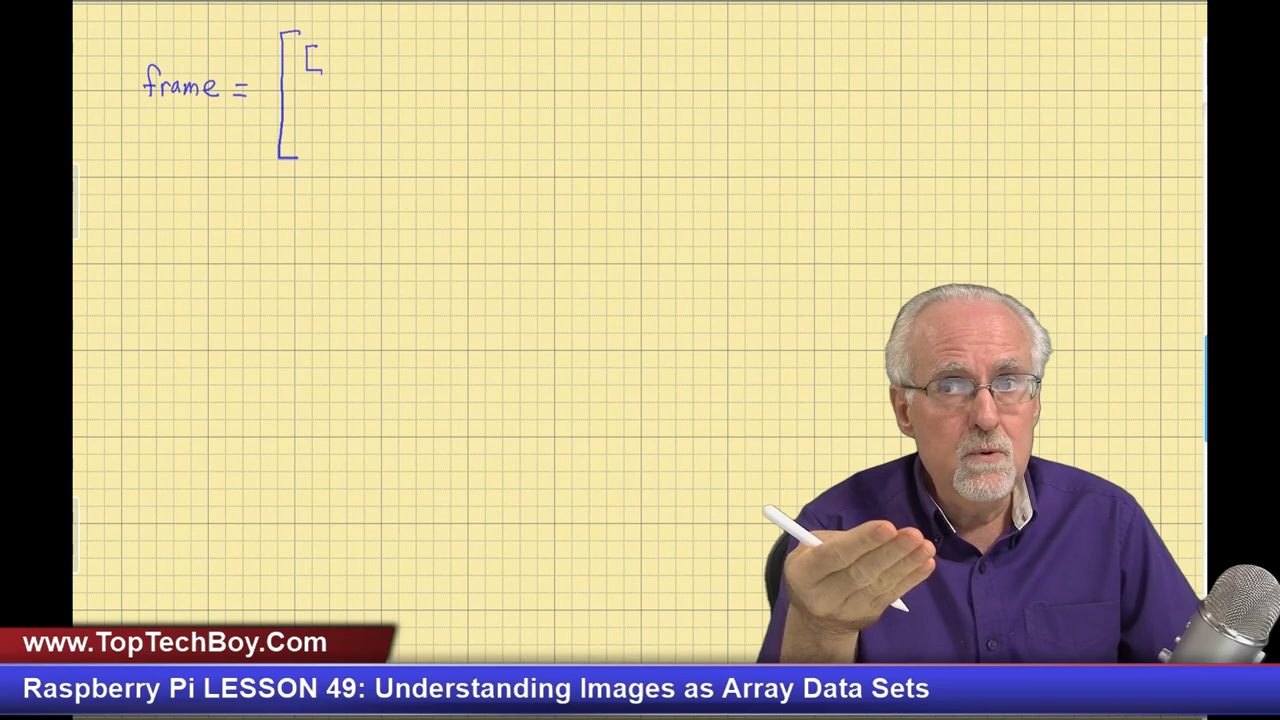 frame = [ [
www.TopTechBoy.Com
Raspberry Pi LESSON 49: Understanding Images as Array Data Sets